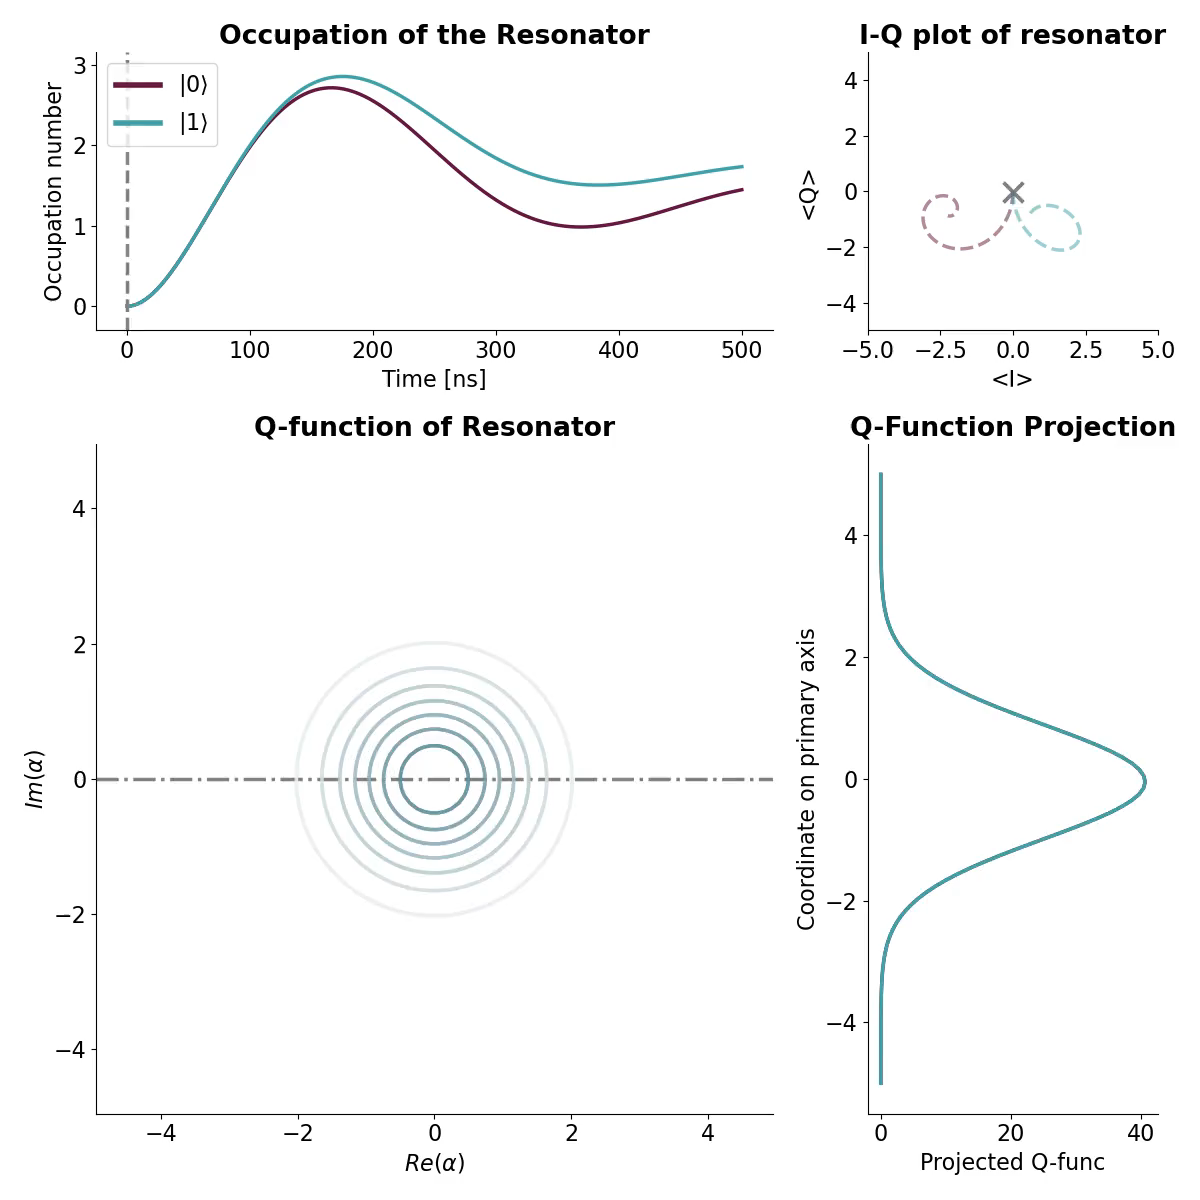 Occupation of the Resonator
Occupation number
3
2
1
0
|0⟩
|1⟩
0 100 200 300 400 500
Time [ns]
I-Q plot of resonator
<Q>
4
2
0
−2
−4
−5.0 −2.5 0.0 2.5 5.0
<I>
Q-function of Resonator
Im(α)
4
2
0
−2
−4
−4 −2 0 2 4
Re(α)
Q-Function Projection
Coordinate on primary axis
4
2
0
−2
−4
0 20 40
Projected Q-func